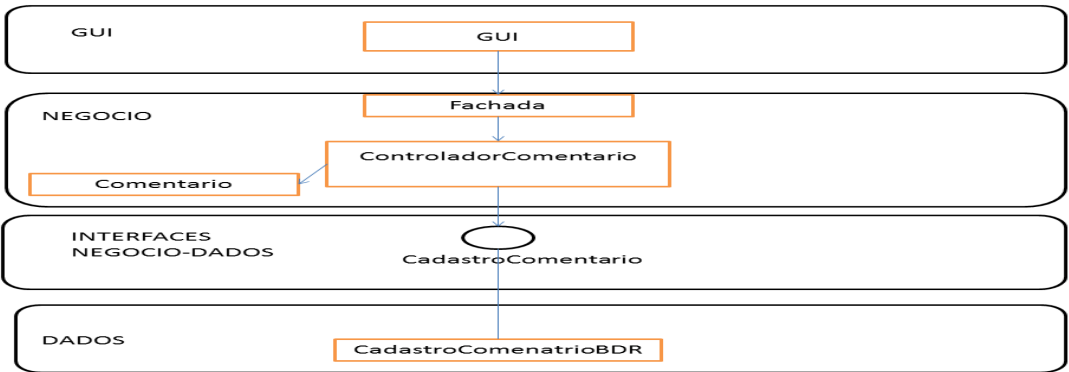 GUI
GUI
NEGOCIO
Fachada
ControladorComentario
Comentario
INTERFACES
NEGOCIO-DADOS
CadastroComentario
DADOS
CadastroComenatrioBDR